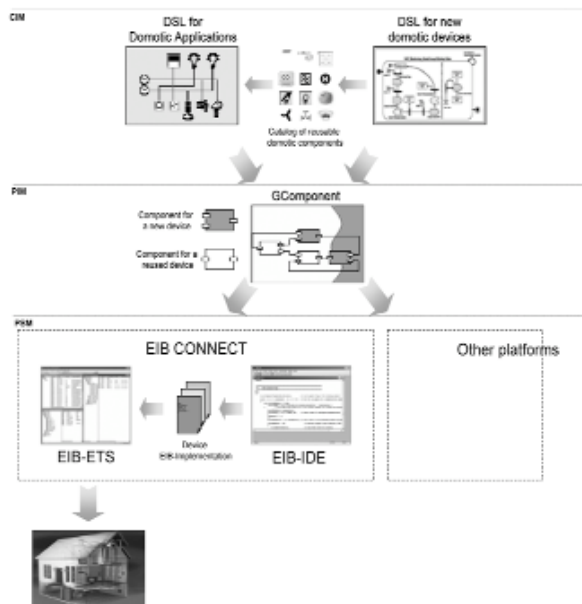 CIM
DSL for
Domotic Applications
DSL for new
domotic devices
Catalog of reusable
domotic components
PIM
GComponent
Component for
a new device
Component for a
reused device
PSM
EIB CONNECT
Other platforms
Device
EIB-Implementation
EIB-ETS
EIB-IDE